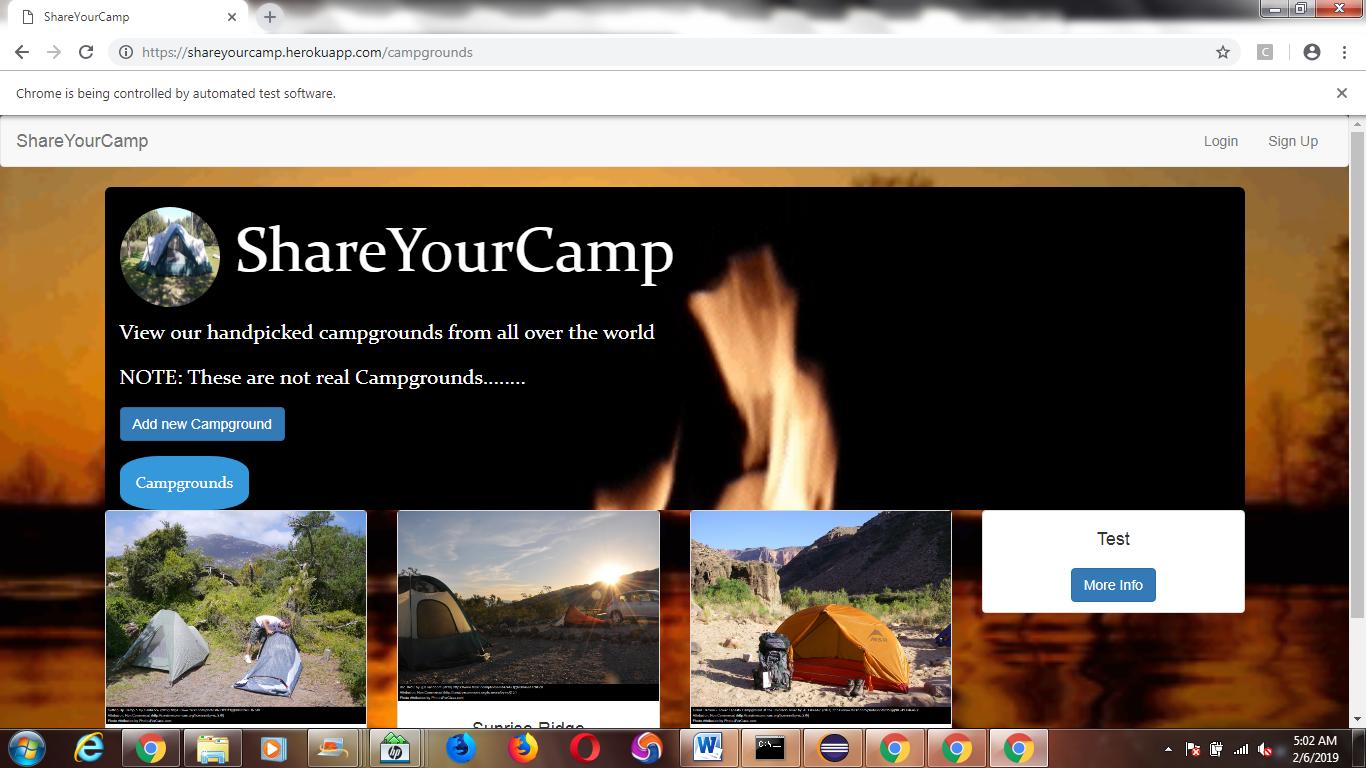 ShareYourCamp
https://shareyourcamp.herokuapp.com/campgrounds
C
Chrome is being controlled by automated test software.
ShareYourCamp
Login
Sign Up
ShareYourCamp
View our handpicked campgrounds from all over the world
NOTE: These are not real Campgrounds........
Add new Campground
Campgrounds
Test
More Info
Sunrise Ridge
5:02 AM
2/6/2019